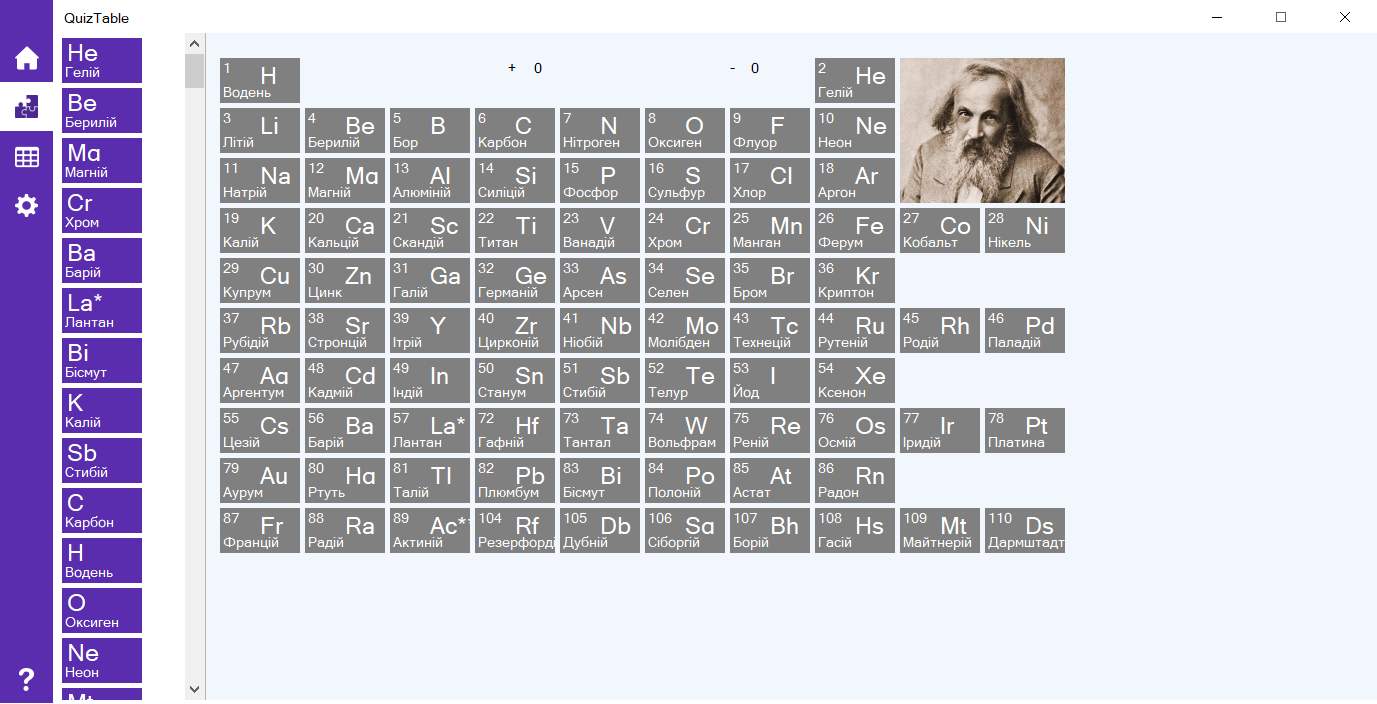 QuizTable
He
Гелій
Be
Берилій
Mg
Магній
Cr
Хром
Ba
Барій
La*
Лантан
Bi
Бісмут
K
Калій
Sb
Стибій
C
Карбон
H
Водень
O
Оксиген
Ne
Неон
Mt
+ 0
- 0
1 H
Водень
2 He
Гелій
3 Li
Літій
4 Be
Берилій
5 B
Бор
6 C
Карбон
7 N
Нітроген
8 O
Оксиген
9 F
Флуор
10 Ne
Неон
11 Na
Натрій
12 Mg
Магній
13 Al
Алюміній
14 Si
Силіцій
15 P
Фосфор
16 S
Сульфур
17 Cl
Хлор
18 Ar
Аргон
19 K
Калій
20 Ca
Кальцій
21 Sc
Скандій
22 Ti
Титан
23 V
Ванадій
24 Cr
Хром
25 Mn
Манган
26 Fe
Ферум
27 Co
Кобальт
28 Ni
Нікель
29 Cu
Купрум
30 Zn
Цинк
31 Ga
Галій
32 Ge
Германій
33 As
Арсен
34 Se
Селен
35 Br
Бром
36 Kr
Криптон
37 Rb
Рубідій
38 Sr
Стронцій
39 Y
Ітрій
40 Zr
Цирконій
41 Nb
Ніобій
42 Mo
Молібден
43 Tc
Технецій
44 Ru
Рутеній
45 Rh
Родій
46 Pd
Паладій
47 Ag
Аргентум
48 Cd
Кадмій
49 In
Індій
50 Sn
Станум
51 Sb
Стибій
52 Te
Телур
53 I
Йод
54 Xe
Ксенон
55 Cs
Цезій
56 Ba
Барій
57 La*
Лантан
72 Hf
Гафній
73 Ta
Тантал
74 W
Вольфрам
75 Re
Реній
76 Os
Осмій
77 Ir
Іридій
78 Pt
Платина
79 Au
Аурум
80 Hg
Ртуть
81 Tl
Талій
82 Pb
Плюмбум
83 Bi
Бісмут
84 Po
Полоній
85 At
Астат
86 Rn
Радон
87 Fr
Францій
88 Ra
Радій
89 Ac**
Актиній
104 Rf
Резерфорді
105 Db
Дубній
106 Sg
Сіборгій
107 Bh
Борій
108 Hs
Гасій
109 Mt
Майтнерій
110 Ds
Дармштадт
?